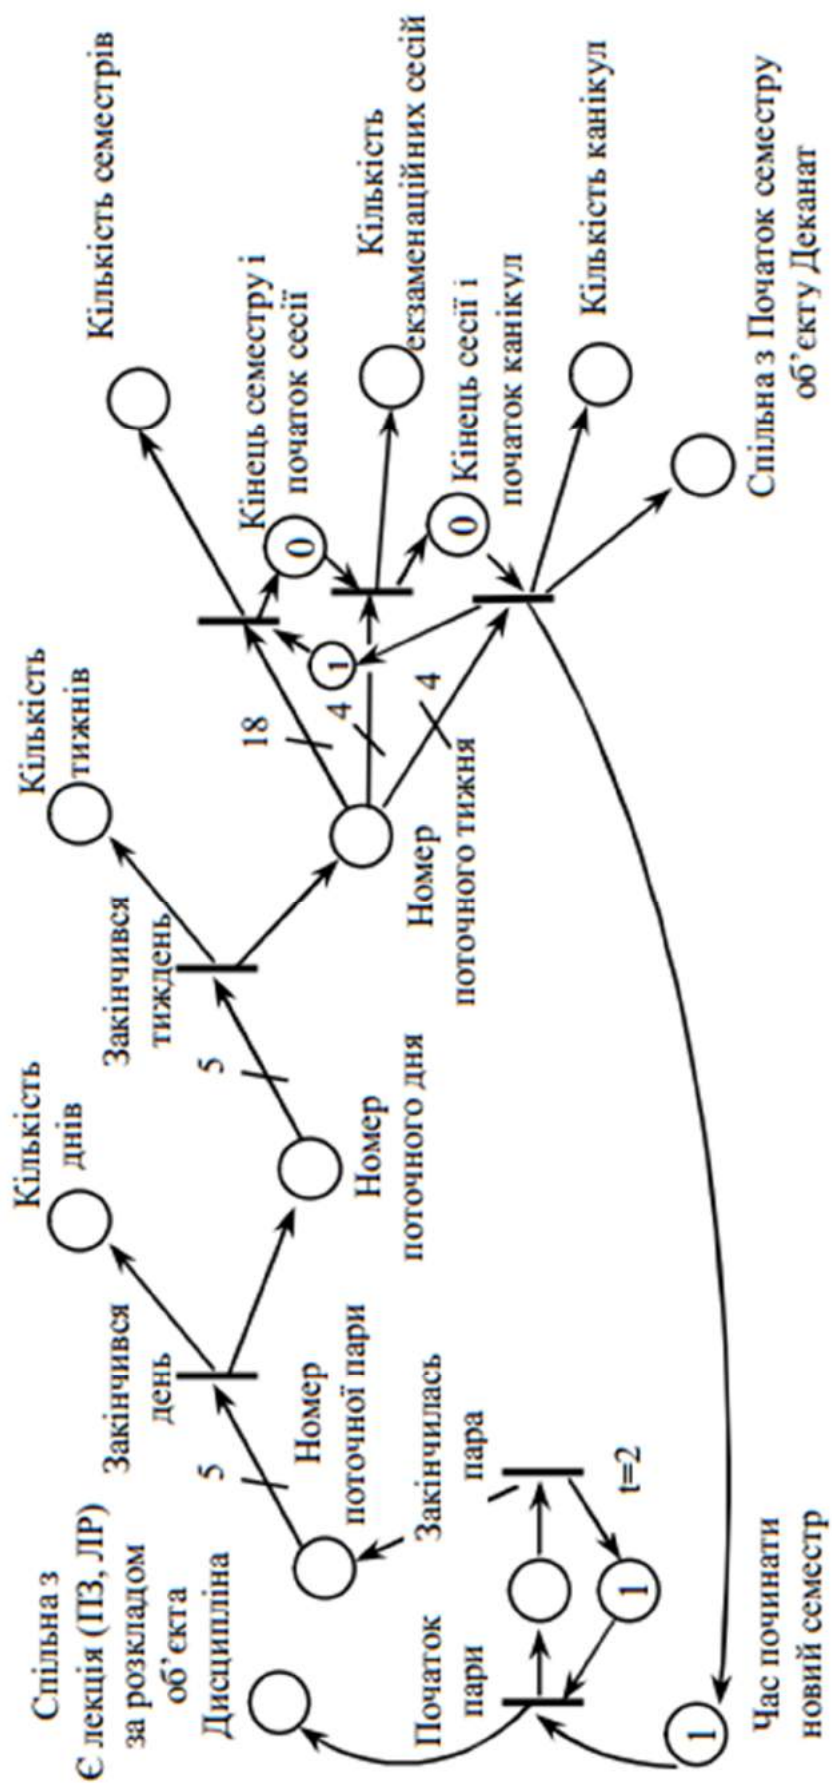 Спільна з
Є лекція (ПЗ, ЛР)
за розкладом
об’єкта
Дисципліна
Закінчився
день
Кількість
днів
Закінчився
тиждень
Кількість
тижнів
Кількість семестрів
5
Номер
поточної пари
5
Номер
поточного дня
18
4
4
Номер
поточного тижня
1
Кінець семестру і
початок сесії
0
Кількість
екзаменаційних сесій
Кінець сесії і
початок канікул
0
Кількість канікул
Спільна з Початок семестру
об’єкту Деканат
Початок
пари
Закінчилась
пара
t=2
1
1
Час починати
новий семестр